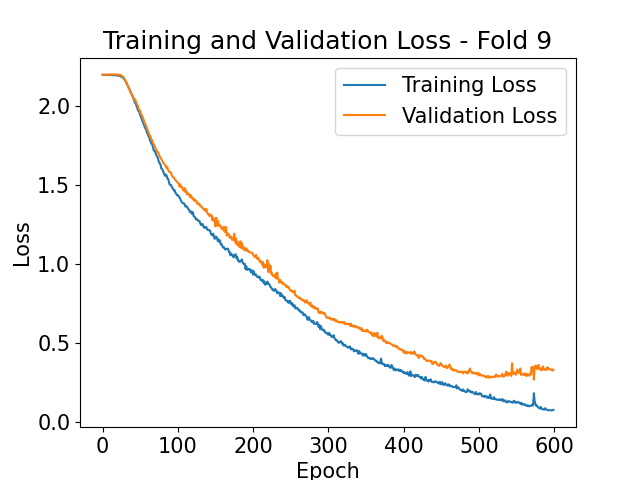 Training and Validation Loss - Fold 9
Training Loss
Validation Loss
Loss
2.0
1.5
1.0
0.5
0.0
0 100 200 300 400 500 600
Epoch